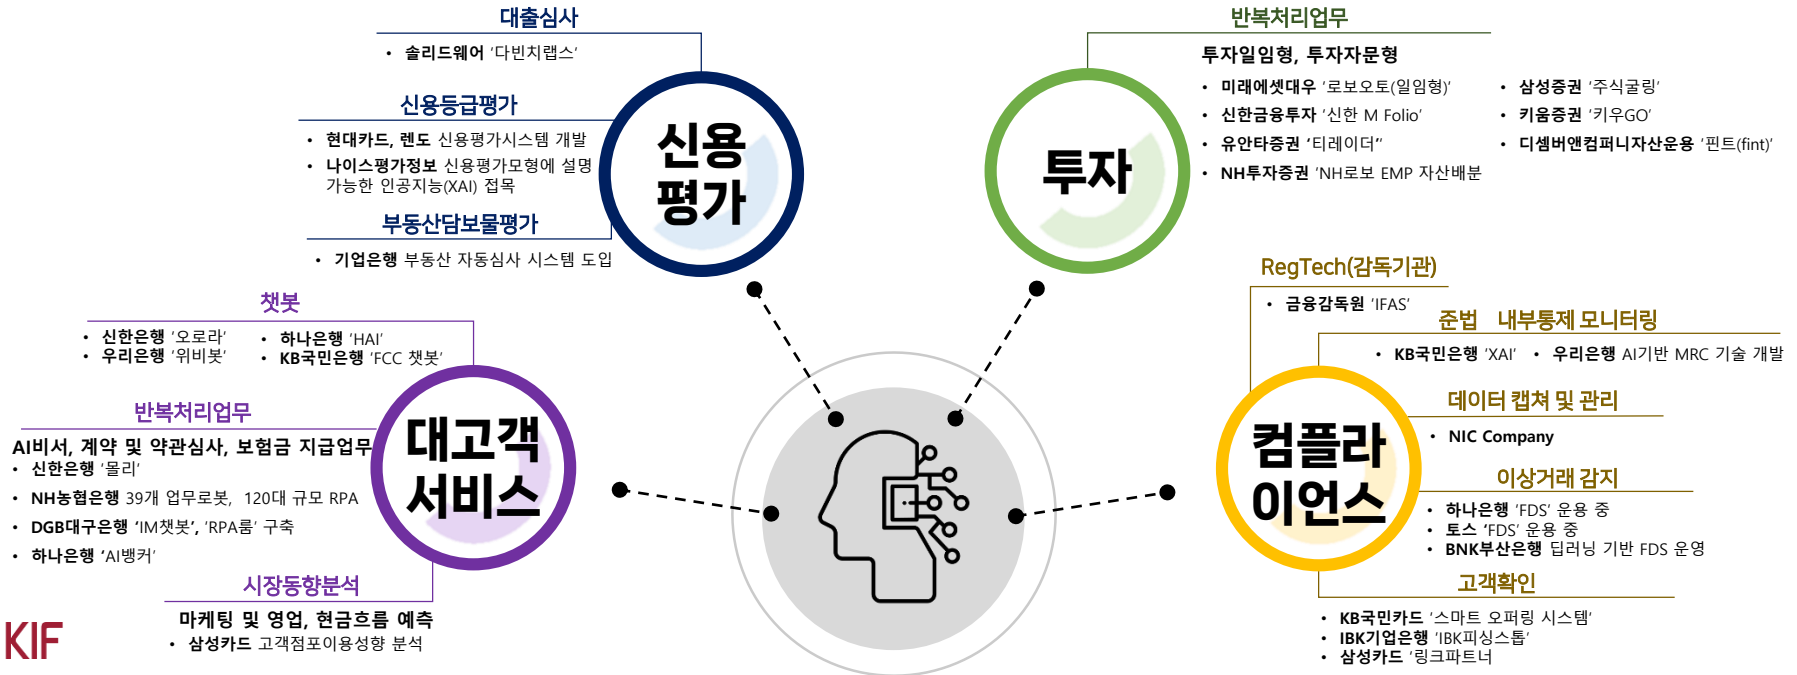 대출심사
• 솔리드웨어 '다빈치랩스'
신용등급평가
• 현대카드, 렌도 신용평가시스템 개발
• 나이스평가정보 신용평가모형에 설명
가능한 인공지능(XAI) 접목
부동산담보물평가
• 기업은행 부동산 자동심사 시스템 도입
신용
평가
반복처리업무
투자일임형, 투자자문형
• 미래에셋대우 '로보오토(일임형)'
• 신한금융투자 '신한 M Folio'
• 유안타증권 '티레이더'
• NH투자증권 'NH로보 EMP 자산배분
• 삼성증권 '주식굴링'
• 키움증권 '키우GO'
• 디셈버앤컴퍼니자산운용 '핀트(fint)'
투자
챗봇
• 신한은행 '오로라'
• 우리은행 '위비봇'
• 하나은행 'HAI'
• KB국민은행 'FCC 챗봇'
반복처리업무
AI비서, 계약 및 약관심사, 보험금 지급업무
• 신한은행 '몰리'
• NH농협은행 39개 업무로봇, 120대 규모 RPA
• DGB대구은행 'IM챗봇', 'RPA룸' 구축
• 하나은행 'AI뱅커'
시장동향분석
마케팅 및 영업, 현금흐름 예측
• 삼성카드 고객점포이용성향 분석
대고객
서비스
RegTech(감독기관)
• 금융감독원 'IFAS'
준법 내부통제 모니터링
• KB국민은행 'XAI' • 우리은행 AI기반 MRC 기술 개발
데이터 캡쳐 및 관리
• NIC Company
이상거래 감지
• 하나은행 'FDS' 운용 중
• 토스 'FDS' 운용 중
• BNK부산은행 딥러닝 기반 FDS 운영
고객확인
• KB국민카드 '스마트 오퍼링 시스템'
• IBK기업은행 'IBK피싱스톱'
• 삼성카드 '링크파트너
컴플라
이언스
KIF